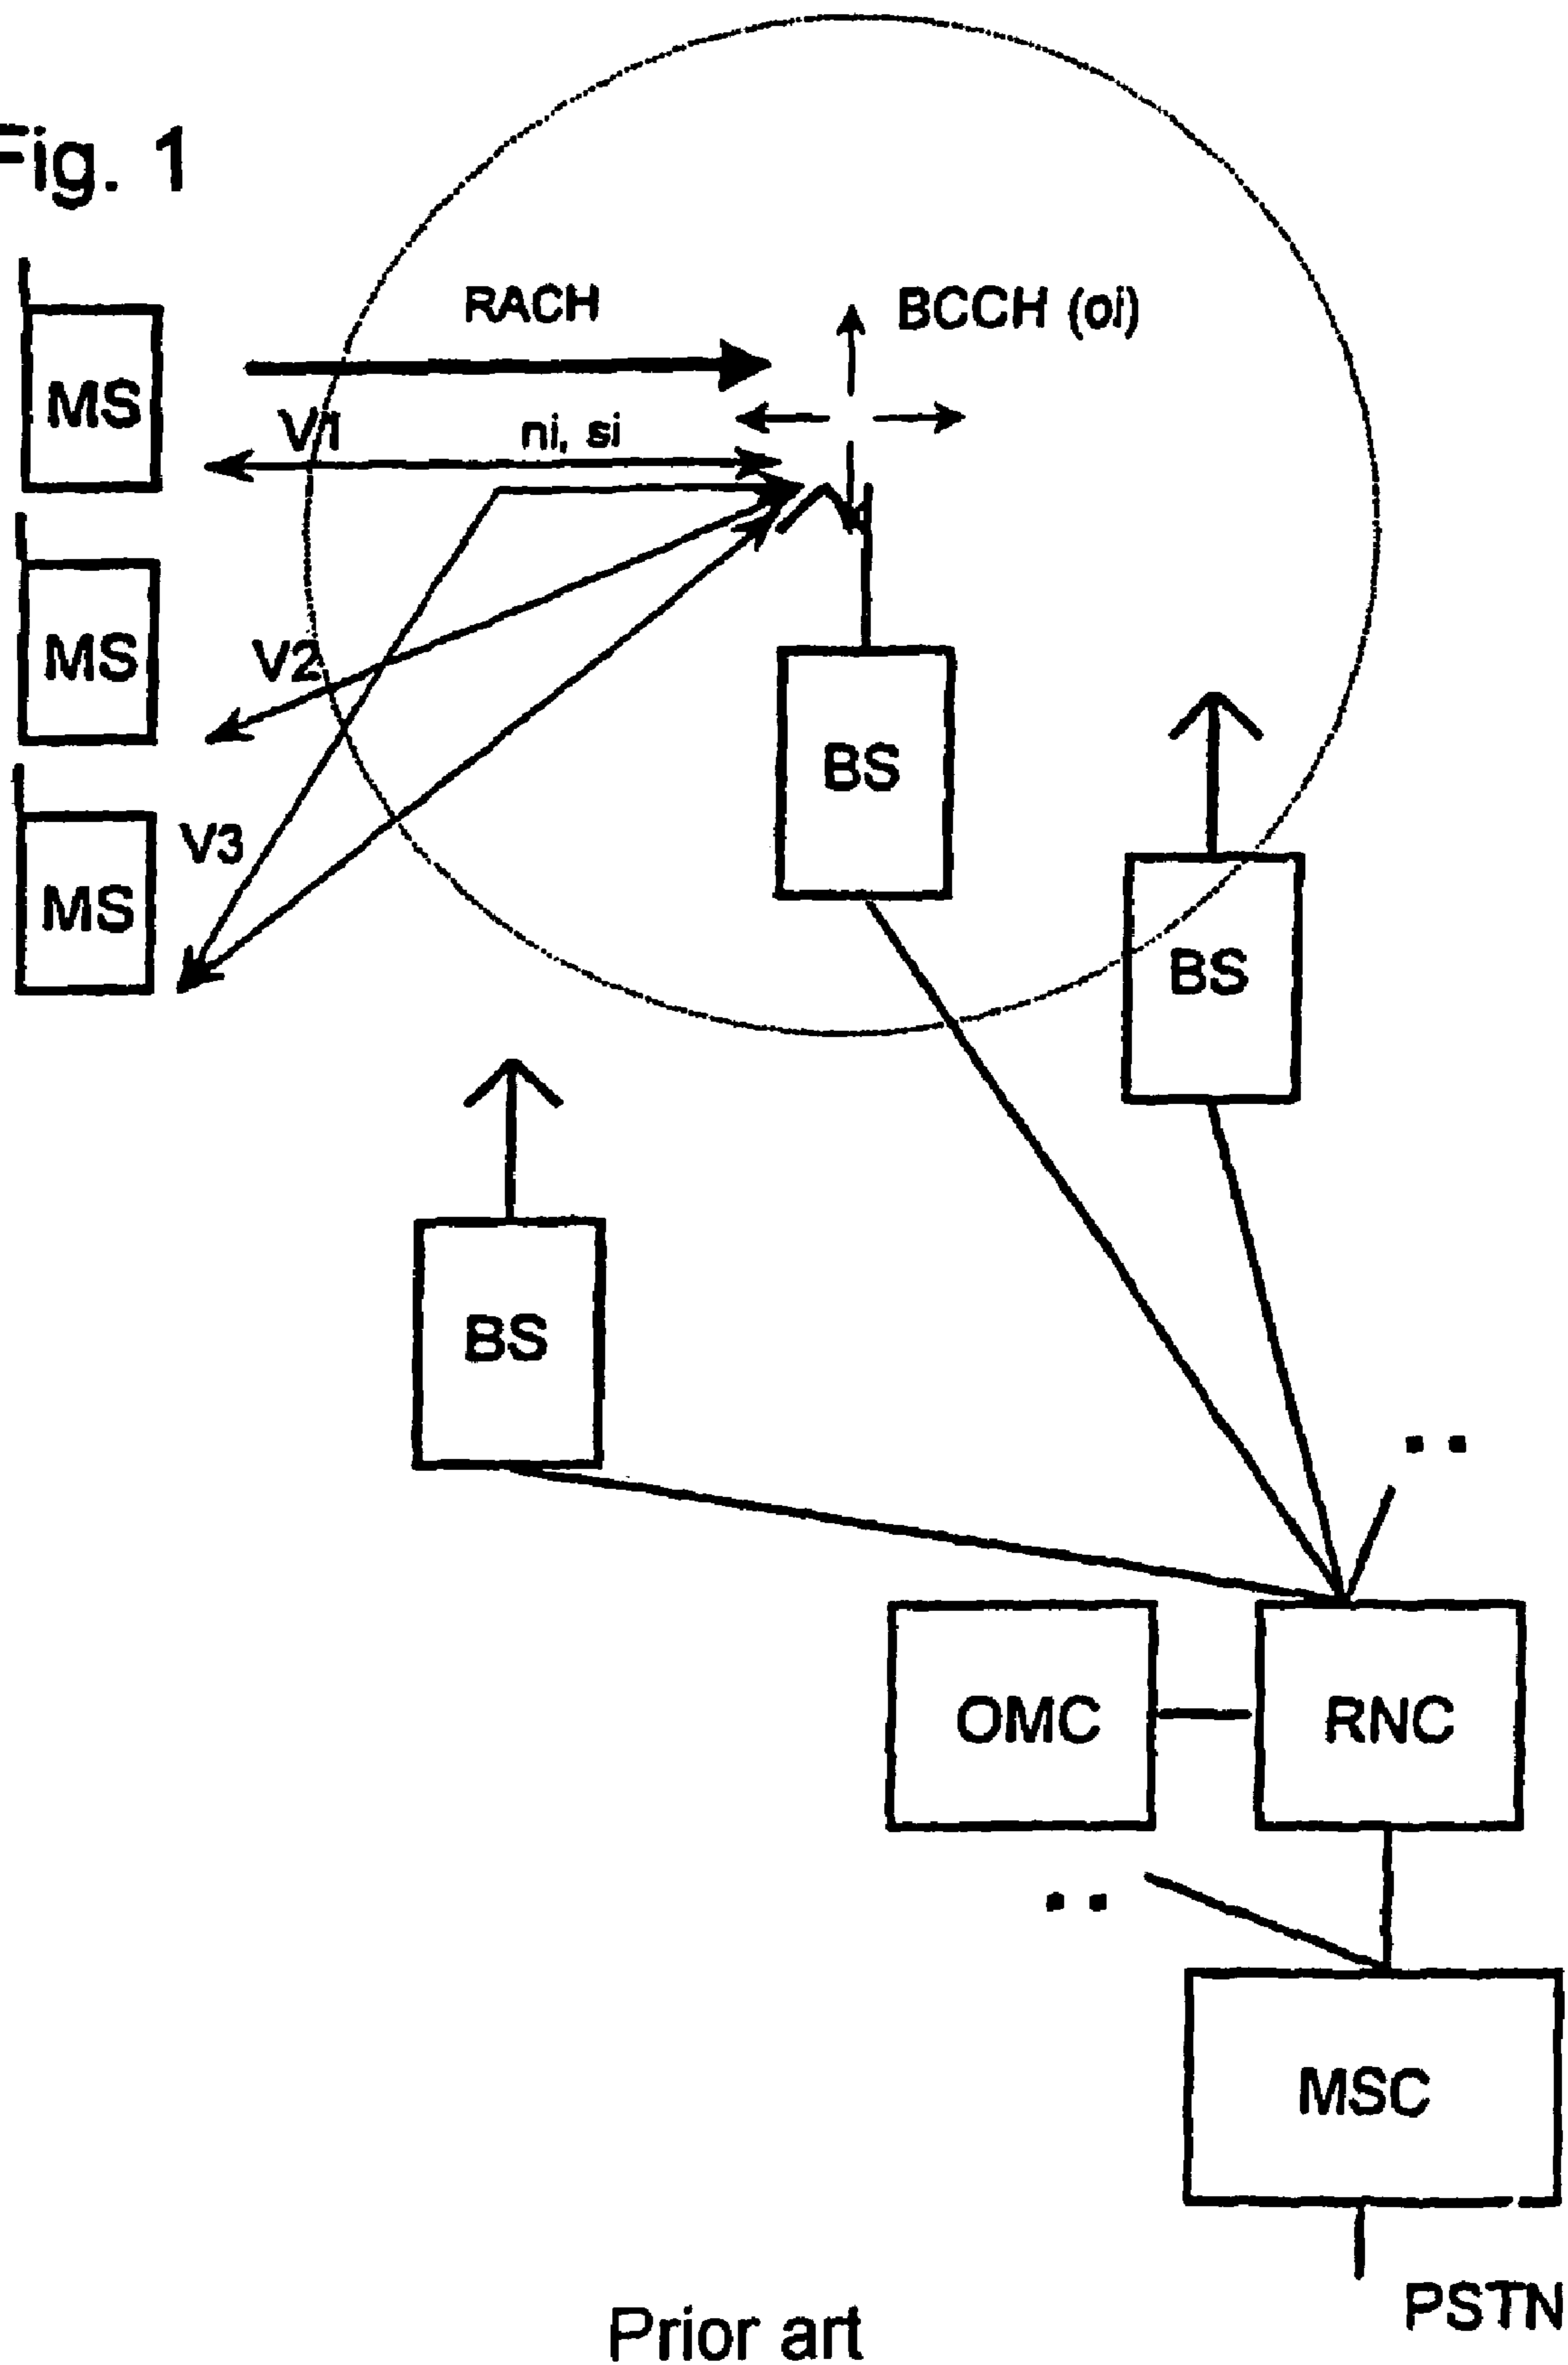 Fig. 1
RACH
BCCH (oi)
MS
V1
ni, si
MS
V2
BS
V3
MS
BS
BS
OMC
RNC
MSC
PSTN
Prior art